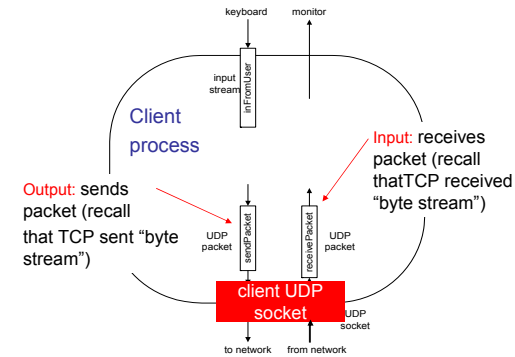 keyboard
monitor
input
stream
inFromUser
Client
process
Input: receives
packet (recall
thatTCP received
“byte stream”)
Output: sends
packet (recall
that TCP sent “byte
stream”)
UDP
packet
sendPacket
receivePacket
UDP
packet
client UDP
socket
UDP
socket
to network
from network